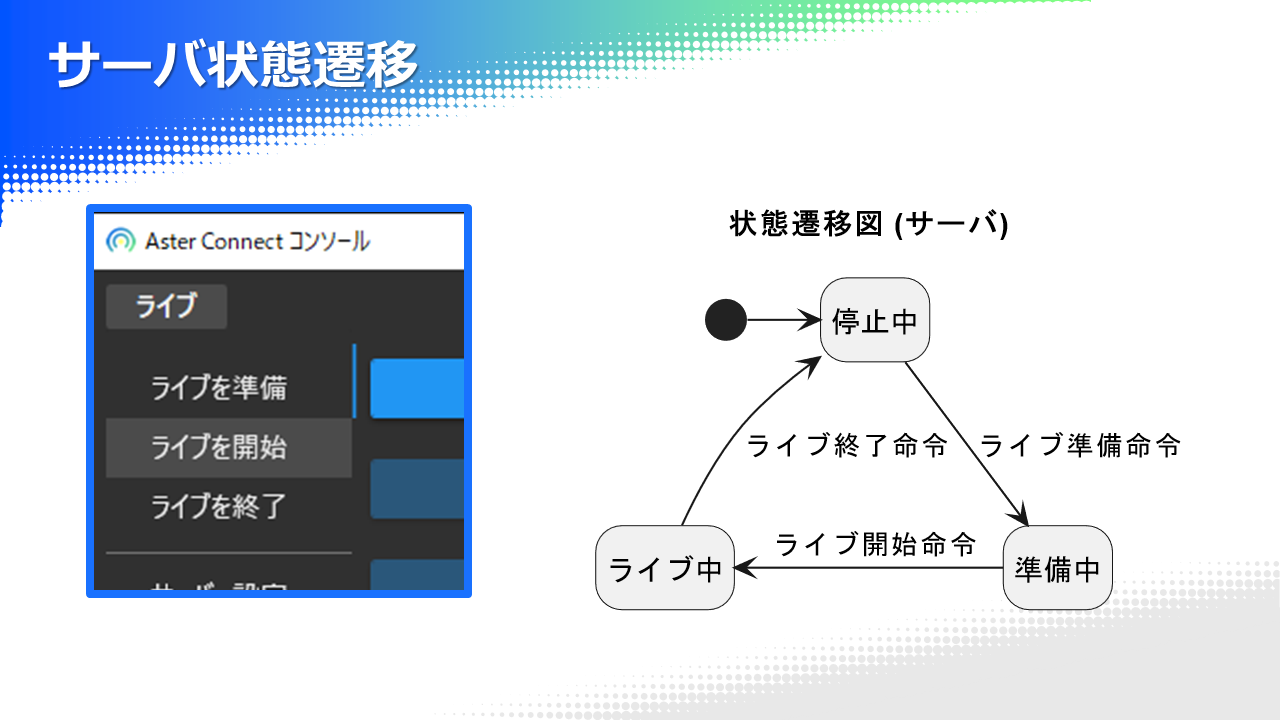 サーバ状態遷移
Aster Connect コンソール
ライブ
ライブを準備
ライブを開始
ライブを終了
状態遷移図 (サーバ)
停止中
ライブ終了命令
ライブ準備命令
ライブ開始命令
ライブ中
準備中